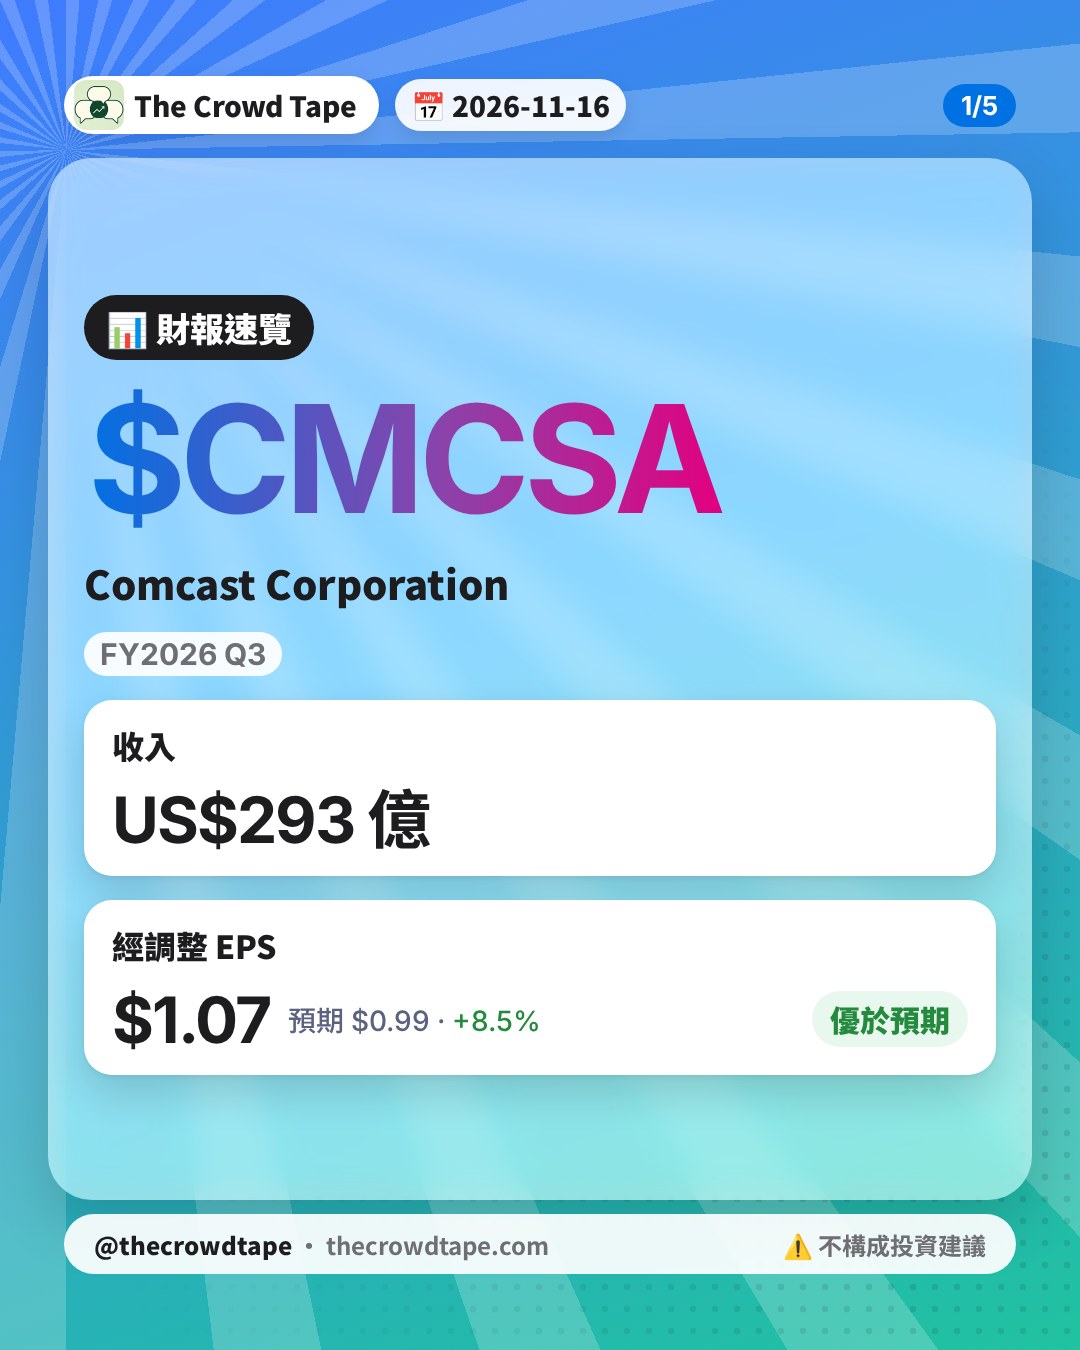 The Crowd Tape
📅 2026-11-16
1/5
📊 財報速覽
$CMCSA
Comcast Corporation
FY2026 Q3
收入
US$293 億
經調整 EPS
$1.07 預期 $0.99 · +8.5% 優於預期
@thecrowdtape • thecrowdtape.com ⚠️ 不構成投資建議